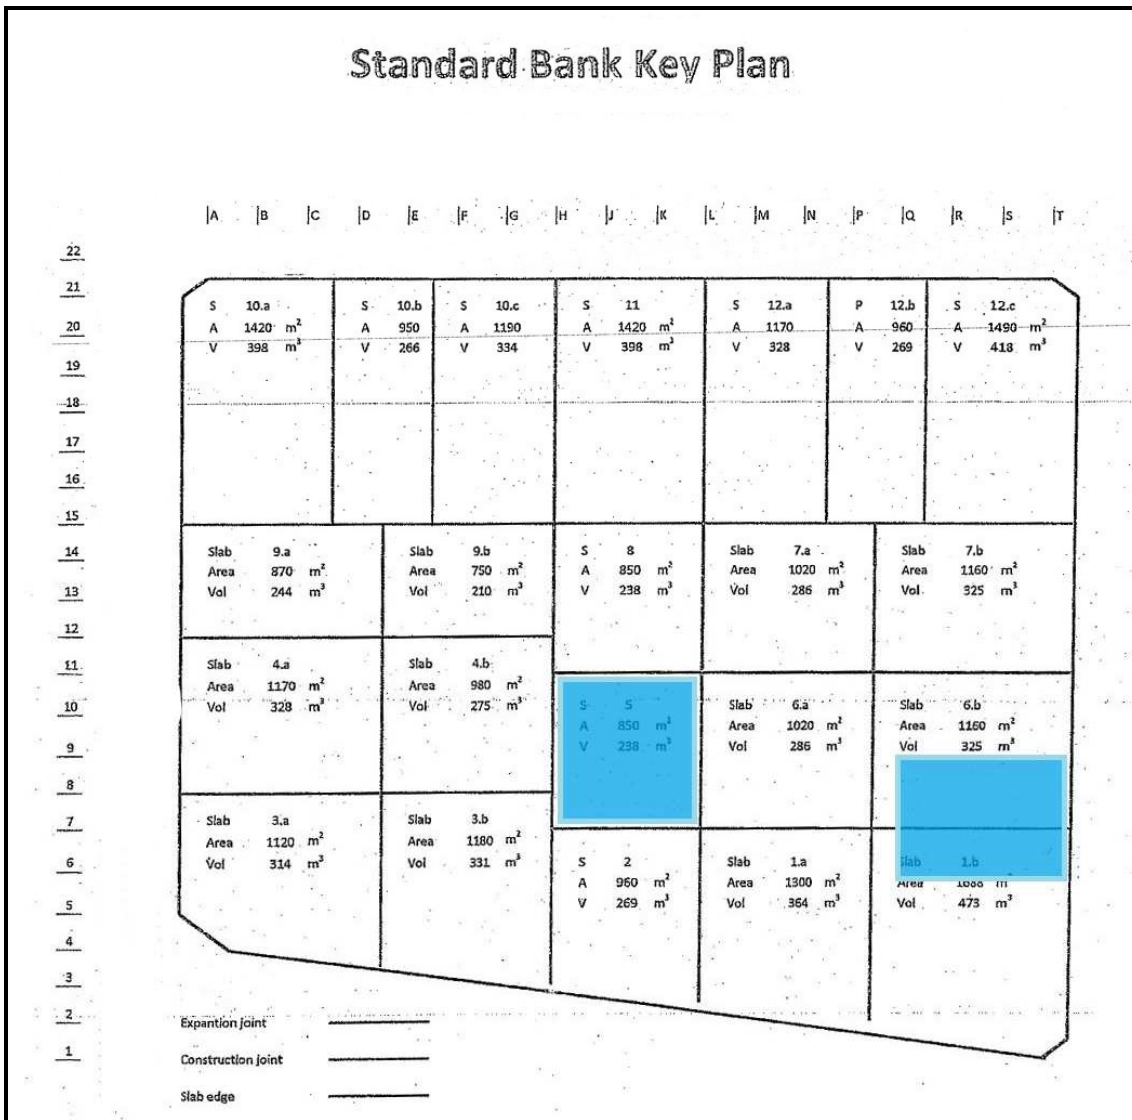 Standard Bank Key Plan
A B C D E F G H J K L M N P Q R S T
22
21
20
19
18
17
16
15
14
13
12
11
10
9
8
7
6
5
4
3
2
1
S 10.a
A 1420 m²
V 398 m³
S 10.b
A 950
V 266
S 10.c
A 1190
V 334
S 11
A 1420 m²
V 398 m³
S 12.a
A 1170
V 328
P 12.b
A 960
V 269
S 12.c
A 1490 m²
V 418 m³
Slab 9.a
Area 870 m²
Vol 244 m³
Slab 9.b
Area 750 m²
Vol 210 m³
S 8
A 850 m²
V 238 m³
Slab 7.a
Area 1020 m²
Vol 286 m³
Slab 7.b
Area 1160 m²
Vol 325 m³
Slab 4.a
Area 1170 m²
Vol 328 m³
Slab 4.b
Area 980 m²
Vol 275 m³
S 5
A 850 m²
V 238 m³
Slab 6.a
Area 1020 m²
Vol 286 m³
Slab 6.b
Area 1160 m²
Vol 325 m³
Slab 3.a
Area 1120 m²
Vol 314 m³
Slab 3.b
Area 1180 m²
Vol 331 m³
S 2
A 960 m²
V 269 m³
Slab 1.a
Area 1300 m²
Vol 364 m³
Slab 1.b
Area
Vol 473 m³
Expantion joint
Construction joint
Slab edge